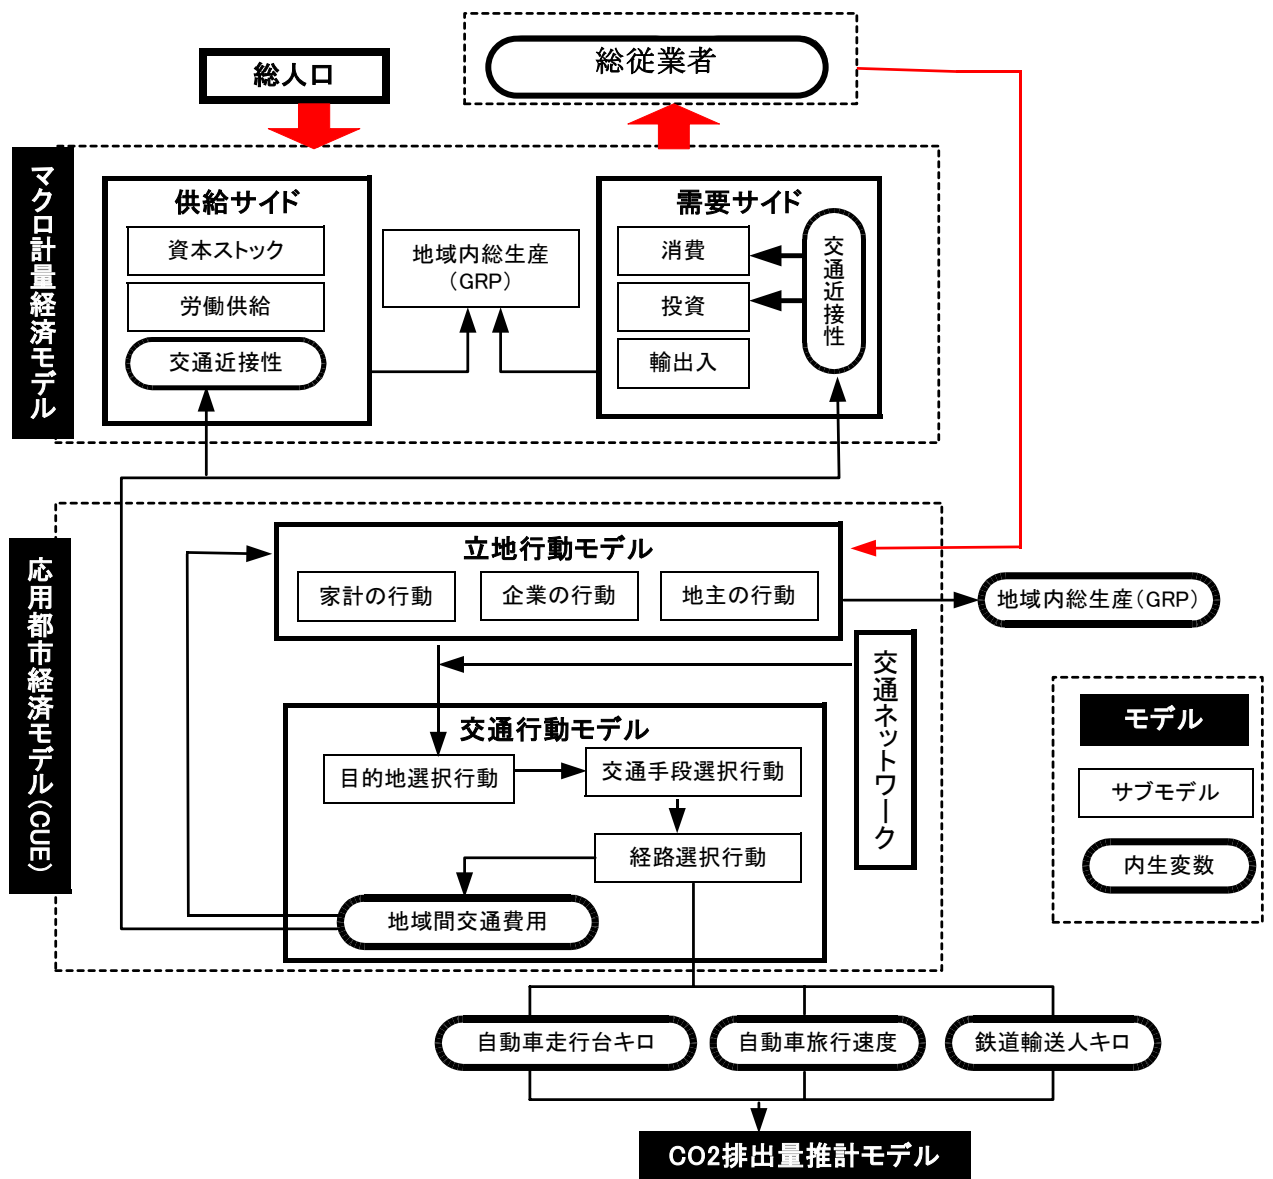 総人口
総従業者
マクロ計量経済モデル
供給サイド
資本ストック
労働供給
交通近接性
地域内総生産
（GRP）
需要サイド
消費
投資
輸出入
交通近接性
応用都市経済モデル（CUE）
立地行動モデル
家計の行動
企業の行動
地主の行動
地域内総生産（GRP）
交通ネットワーク
交通行動モデル
目的地選択行動
交通手段選択行動
経路選択行動
地域間交通費用
モデル
サブモデル
内生変数
自動車走行台キロ
自動車旅行速度
鉄道輸送人キロ
CO2排出量推計モデル